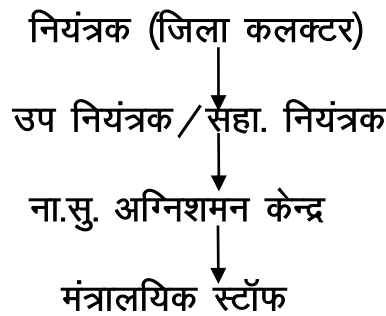 नियंत्रक (जिला कलक्टर)
उप नियंत्रक/सहा. नियंत्रक
ना.सु. अग्निशमन केन्द्र
मंत्रालयिक स्टॉफ